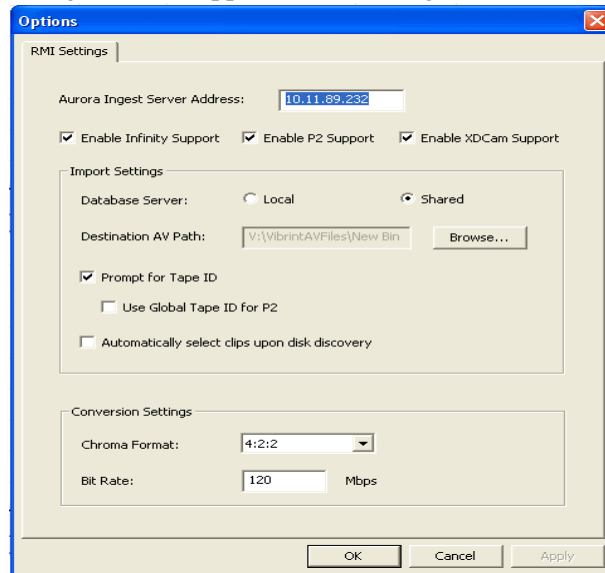 Options
RMI Settings
Aurora Ingest Server Address: 10.11.89.232
Enable Infinity Support Enable P2 Support Enable XDCam Support
Import Settings
Database Server: Local Shared
Destination AV Path: V:\VibrintAVFiles\New Bin Browse...
Prompt for Tape ID
Use Global Tape ID for P2
Automatically select clips upon disk discovery
Conversion Settings
Chroma Format: 4:2:2
Bit Rate: 120 Mbps
OK Cancel Apply